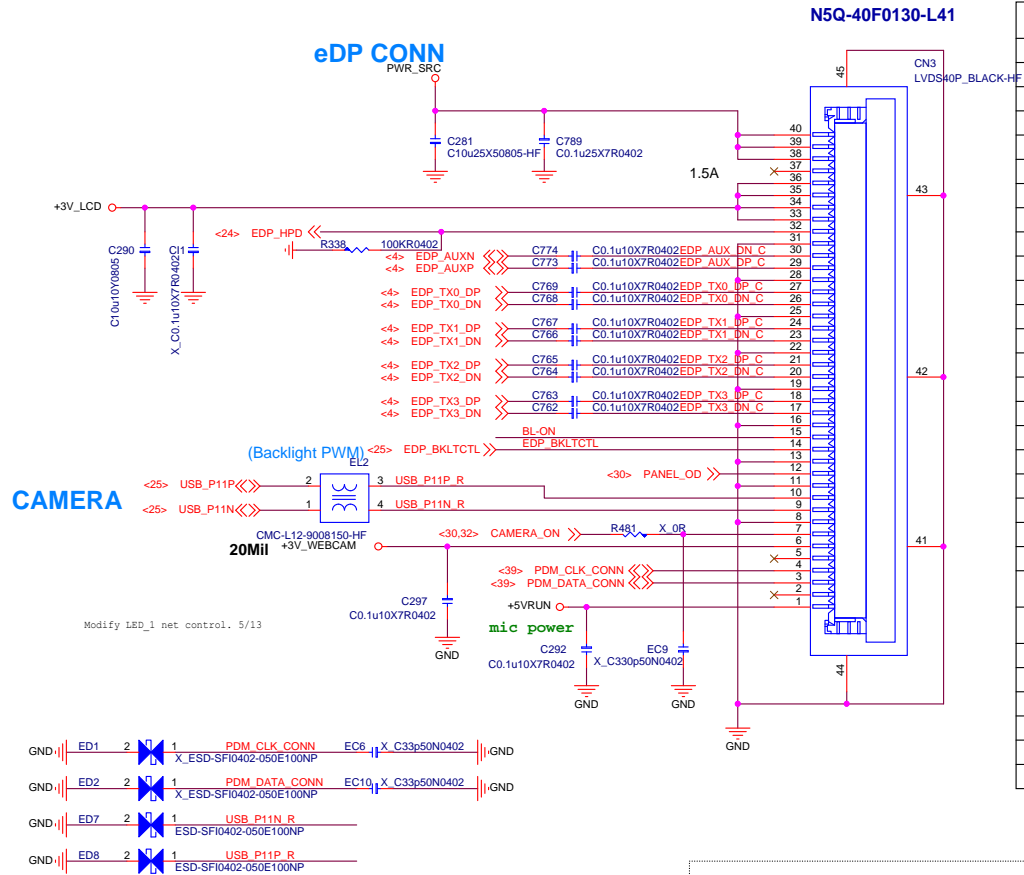 N5Q-40F0130-L41
eDP CONN
PWR_SRC
CN3
LVDS40P_BLACK-HF
45
C281
C10u25X50805-HF
C789
C0.1u25X7R0402
1.5A
40
39
38
37
36
35
34
33
32
31
30
29
28
27
26
25
24
23
22
21
20
19
18
17
16
15
14
13
12
11
10
9
8
7
6
5
4
3
2
1
43
42
41
44
+3V_LCD
C290
C10u10Y0805
CI1
X_C0.1u10X7R0402
<24> EDP_HPD
R338 100KR0402
<4> EDP_AUXN C774 C0.1u10X7R0402 EDP_AUX_DN_C
<4> EDP_AUXP C773 C0.1u10X7R0402 EDP_AUX_DP_C
<4> EDP_TX0_DP C769 C0.1u10X7R0402 EDP_TX0_DP_C
<4> EDP_TX0_DN C768 C0.1u10X7R0402 EDP_TX0_DN_C
<4> EDP_TX1_DP C767 C0.1u10X7R0402 EDP_TX1_DP_C
<4> EDP_TX1_DN C766 C0.1u10X7R0402 EDP_TX1_DN_C
<4> EDP_TX2_DP C765 C0.1u10X7R0402 EDP_TX2_DP_C
<4> EDP_TX2_DN C764 C0.1u10X7R0402 EDP_TX2_DN_C
<4> EDP_TX3_DP C763 C0.1u10X7R0402 EDP_TX3_DP_C
<4> EDP_TX3_DN C762 C0.1u10X7R0402 EDP_TX3_DN_C
BL-ON
(Backlight PWM) <25> EDP_BKLTCTL EDP_BKLTCTL
<30> PANEL_OD
CAMERA
EL2
<25> USB_P11P 2 3 USB_P11P_R
<25> USB_P11N 1 4 USB_P11N_R
CMC-L12-9008150-HF
<30,32> CAMERA_ON R481 X_0R
20Mil +3V_WEBCAM
<39> PDM_CLK_CONN
<39> PDM_DATA_CONN
C297
C0.1u10X7R0402
GND
+5VRUN
mic power
C292
C0.1u10X7R0402
GND
EC9
X_C330p50N0402
GND
GND
Modify LED_1 net control. 5/13
GND ED1 2 1 PDM_CLK_CONN EC6 X_C33p50N0402 GND
X_ESD-SFI0402-050E100NP
GND ED2 2 1 PDM_DATA_CONN EC10 X_C33p50N0402 GND
X_ESD-SFI0402-050E100NP
GND ED7 2 1 USB_P11N_R
ESD-SFI0402-050E100NP
GND ED8 2 1 USB_P11P_R
ESD-SFI0402-050E100NP